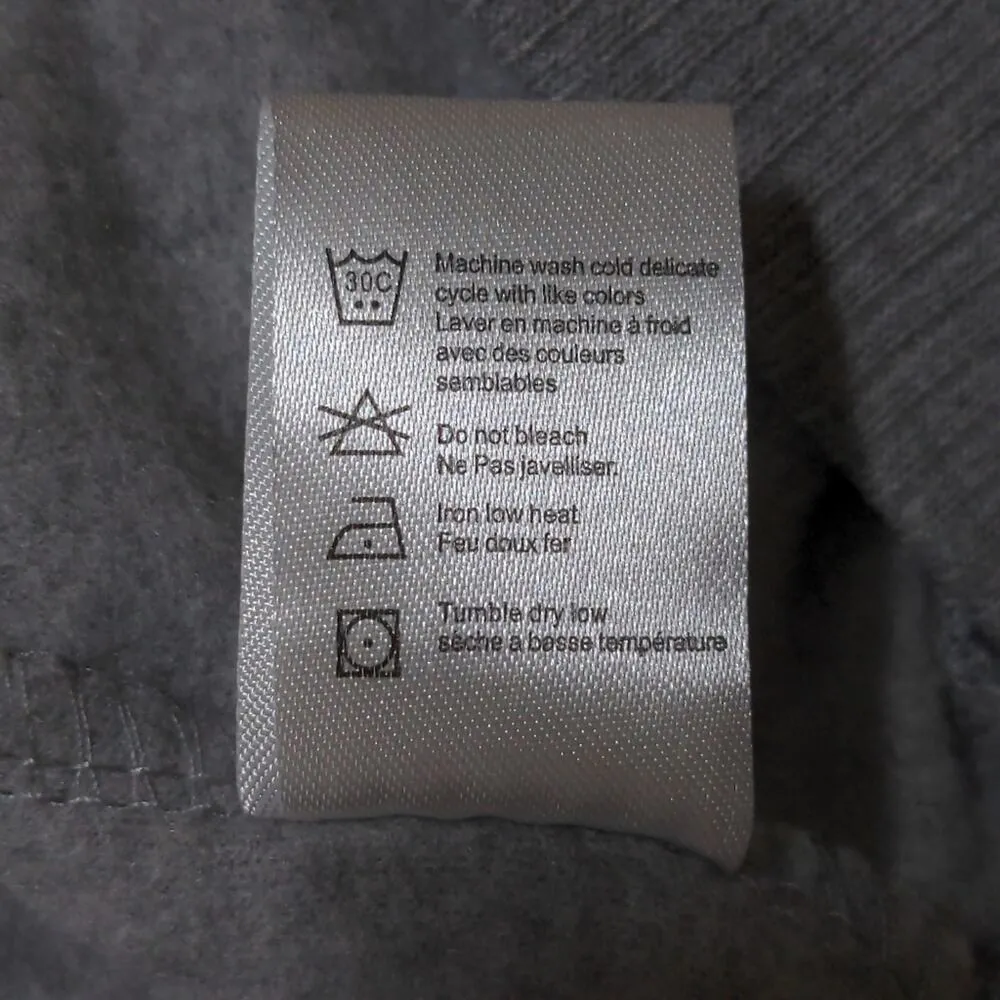 30C
Machine wash cold delicate
cycle with like colors
Laver en machine à froid
avec des couleurs
semblables
Do not bleach
Ne Pas javelliser.
Iron low heat
Feu doux fer
Tumble dry low
sèche a basse température